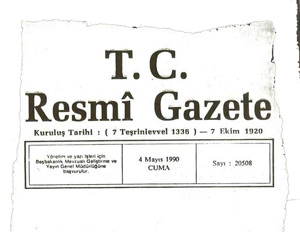 T. C.
Resmî Gazete
Kuruluş Tarihi : ( 7 Teşrinievvel 1336 ) — 7 Ekim 1920
Yönetim ve yazı işleri için
Başbakanlık Mevzuatı Geliştirme ve
Yayın Genel Müdürlüğüne
başvurulur.
4 Mayıs 1990
CUMA
Sayı : 20508